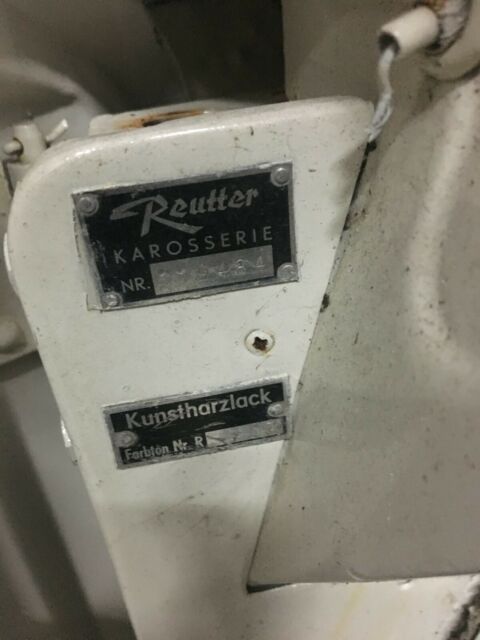 Reutter
KAROSSERIE
NR.
Kunstharzlack
Farbton Nr. R